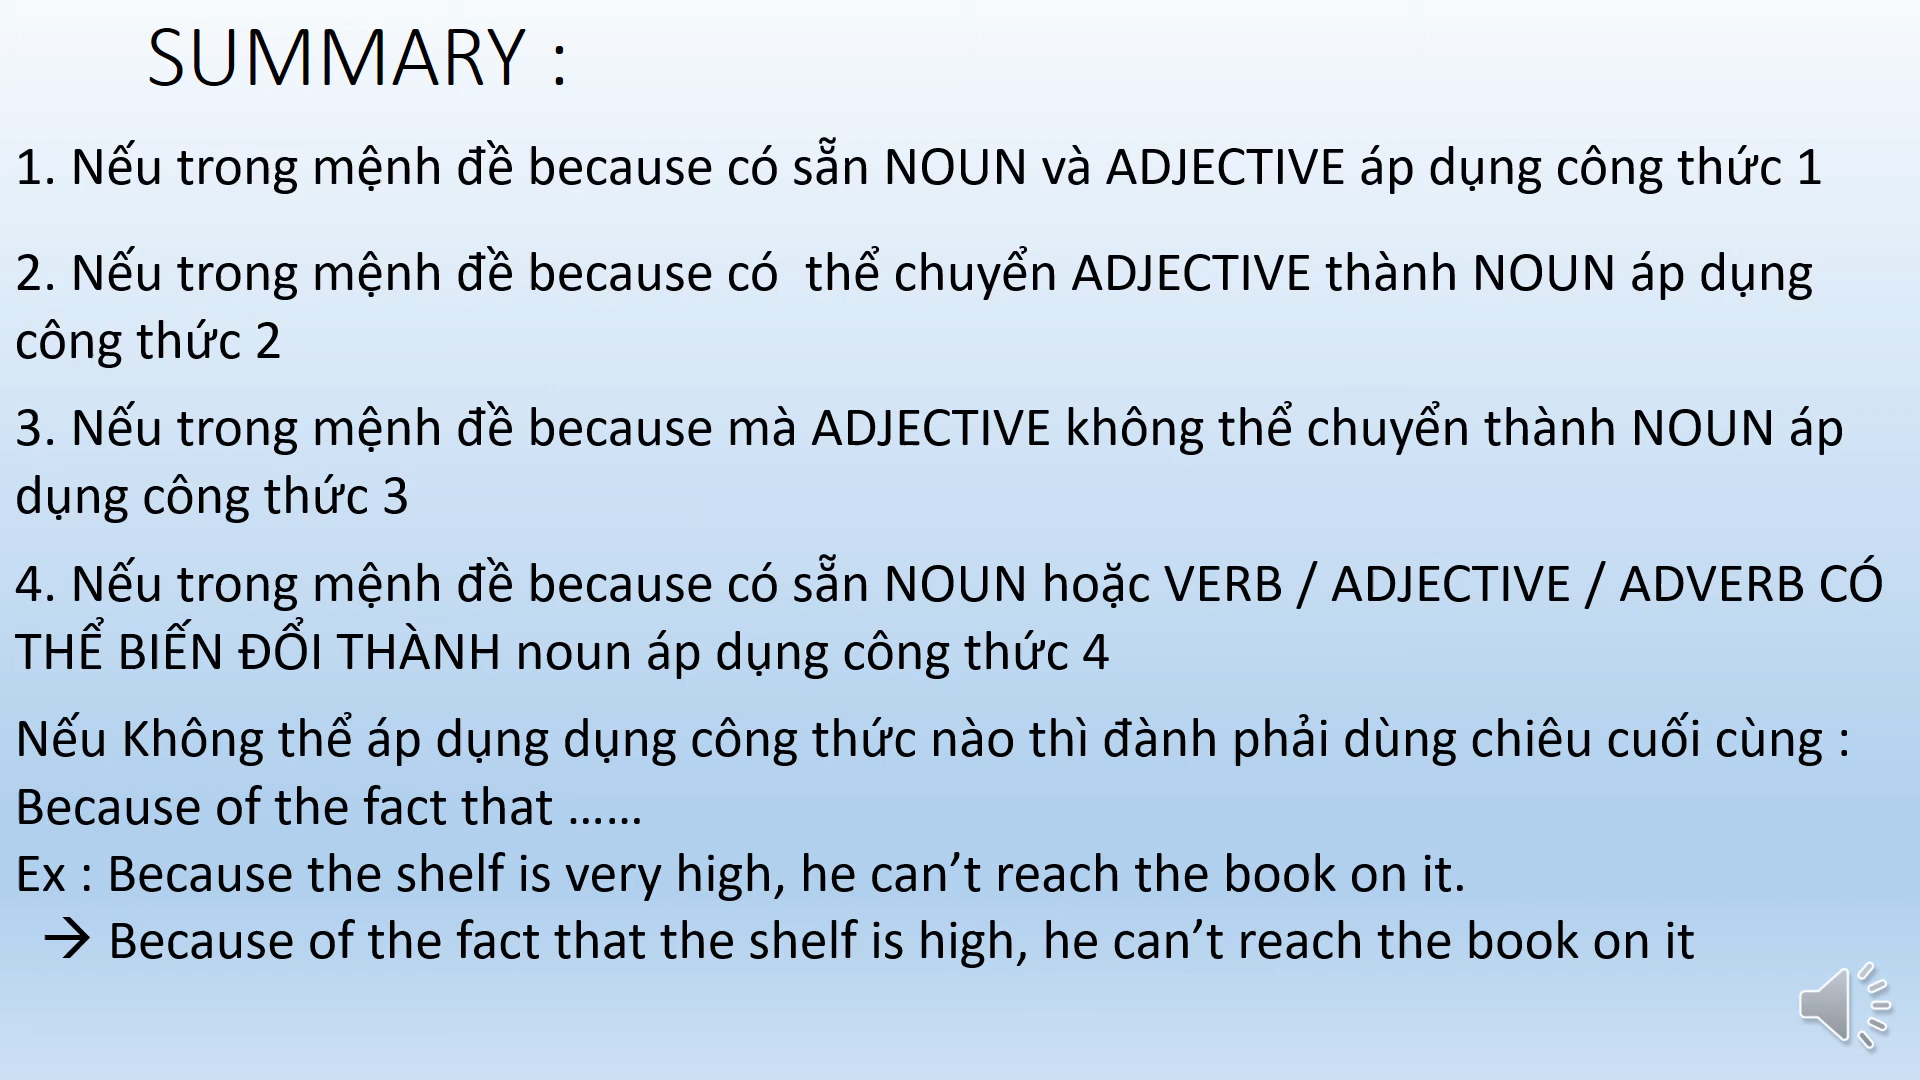 SUMMARY :
1. Nếu trong mệnh đề because có sẵn NOUN và ADJECTIVE áp dụng công thức 1
2. Nếu trong mệnh đề because có  thể chuyển ADJECTIVE thành NOUN áp dụng
công thức 2
3. Nếu trong mệnh đề because mà ADJECTIVE không thể chuyển thành NOUN áp
dụng công thức 3
4. Nếu trong mệnh đề because có sẵn NOUN hoặc VERB / ADJECTIVE / ADVERB CÓ
THỂ BIẾN ĐỔI THÀNH noun áp dụng công thức 4
Nếu Không thể áp dụng dụng công thức nào thì đành phải dùng chiêu cuối cùng :
Because of the fact that ……
Ex : Because the shelf is very high, he can’t reach the book on it.
→ Because of the fact that the shelf is high, he can’t reach the book on it